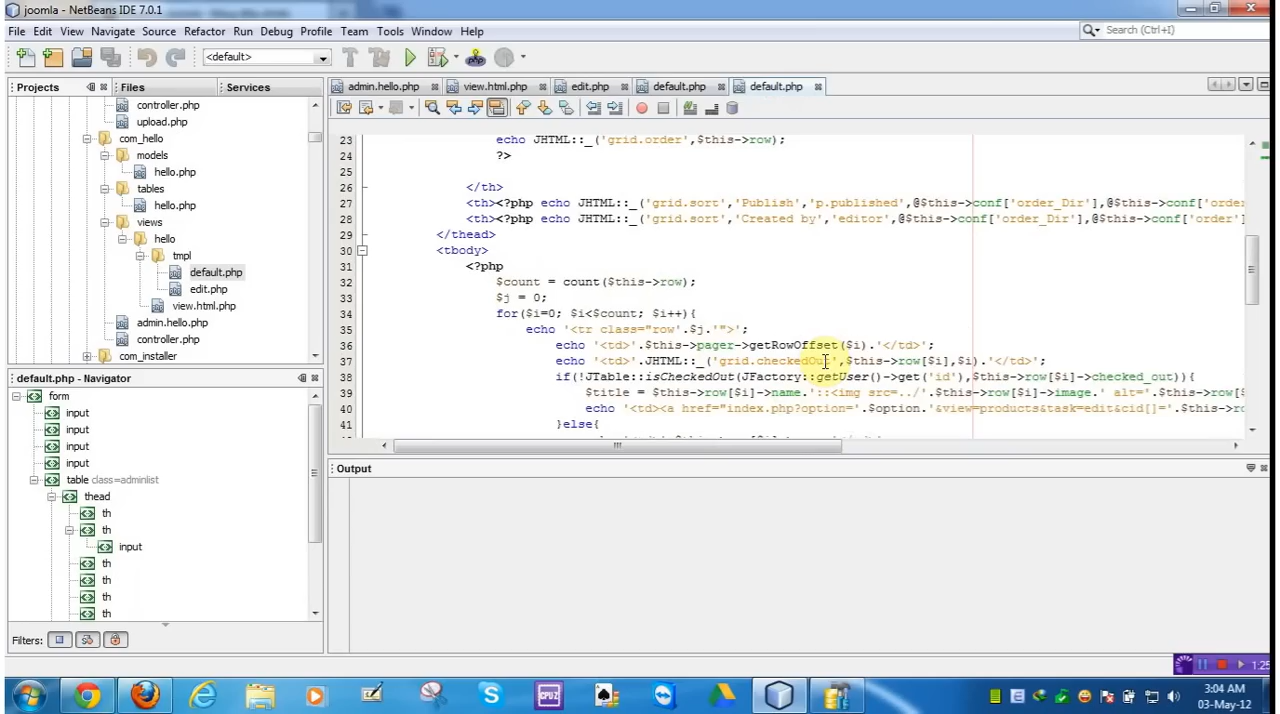 joomla - NetBeans IDE 7.0.1
File Edit View Navigate Source Refactor Run Debug Profile Team Tools Window Help
Search (Ctrl+I)
<default>
Projects Files Services
admin.hello.php view.html.php edit.php default.php default.php
controller.php
upload.php
com_hello
models
hello.php
tables
hello.php
views
hello
tmpl
default.php
edit.php
view.html.php
admin.hello.php
controller.php
com_installer
23 echo JHTML::_('grid.order',$this->row);
24 ?>
25
26 </th>
27 <th><?php echo JHTML::_('grid.sort','Publish','p.published',@$this->conf['order_Dir'],@$this->conf['order'
28 <th><?php echo JHTML::_('grid.sort','Created by','editor',@$this->conf['order_Dir'],@$this->conf['order']
29 </thead>
30 <tbody>
31 <?php
32 $count = count($this->row);
33 $j = 0;
34 for($i=0; $i<$count; $i++){
35 echo '<tr class="row'.$j.'">';
36 echo '<td>'.$this->pager->getRowOffset($i).'</td>';
37 echo '<td>'.JHTML::_('grid.checkedOut',$this->row[$i],$i).'</td>';
38 if(!JTable::isCheckedOut(JFactory::getUser()->get('id'),$this->row[$i]->checked_out)){
39 $title = $this->row[$i]->name.'::<img src=../'.$this->row[$i]->image.' alt='.$this->ro
40 echo '<td><a href="index.php?option='.$option.'&view=products&task=edit&cid[]='.$this->ro
41 }else{
default.php - Navigator
form
input
input
input
input
table class=adminlist
thead
th
th
input
th
th
th
th
Filters:
Output
1:25
3:04 AM
03-May-12